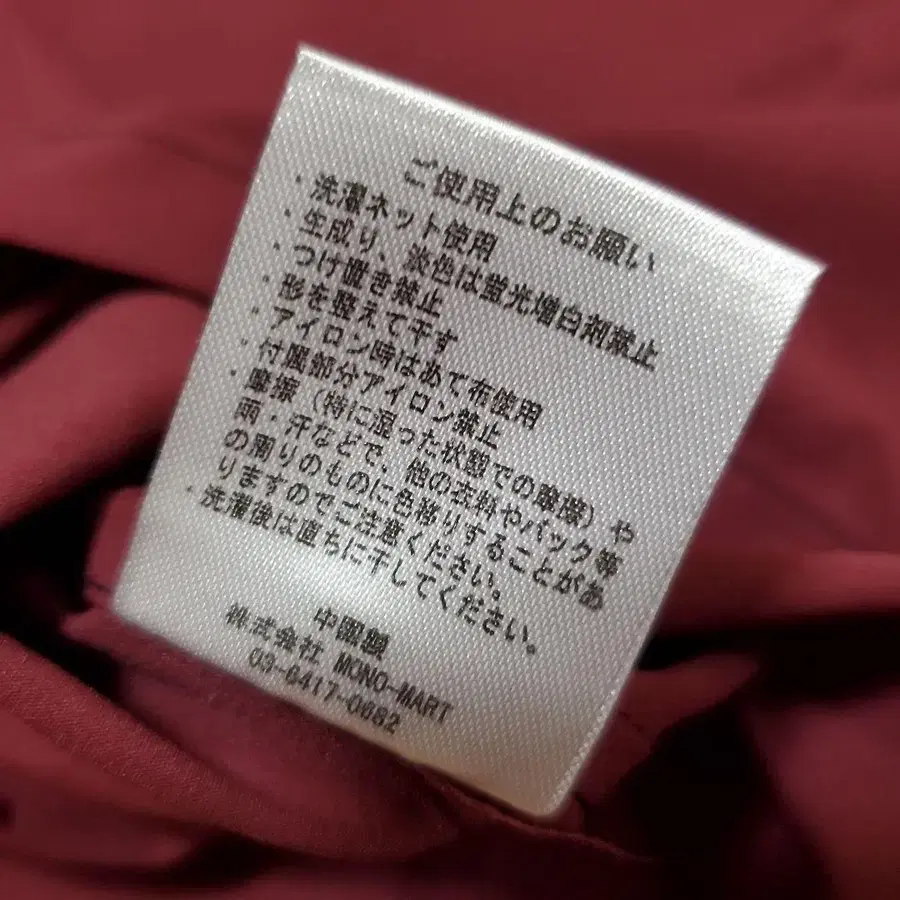 ご使用上のお願い
・洗濯ネット使用
・生成り、淡色は蛍光増白剤禁止
・つけ置き禁止
・形を整えて干す
・アイロン時はあて布使用
・付属部分アイロン禁止
・摩擦（特に湿った状態での摩擦）や
雨・汗などで、他の衣料やバック等
の周りのものに色移りすることがあ
りますのでご注意ください。
・洗濯後は直ちに干してください。
中国製
株式会社 MONO-MART
03-6417-0682